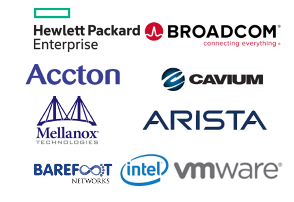 Hewlett Packard
Enterprise
BROADCOM®
connecting everything®
Accton
CAVIUM
Mellanox
TECHNOLOGIES
ARISTA
BAREFOOT
NETWORKS
intel
vmware®